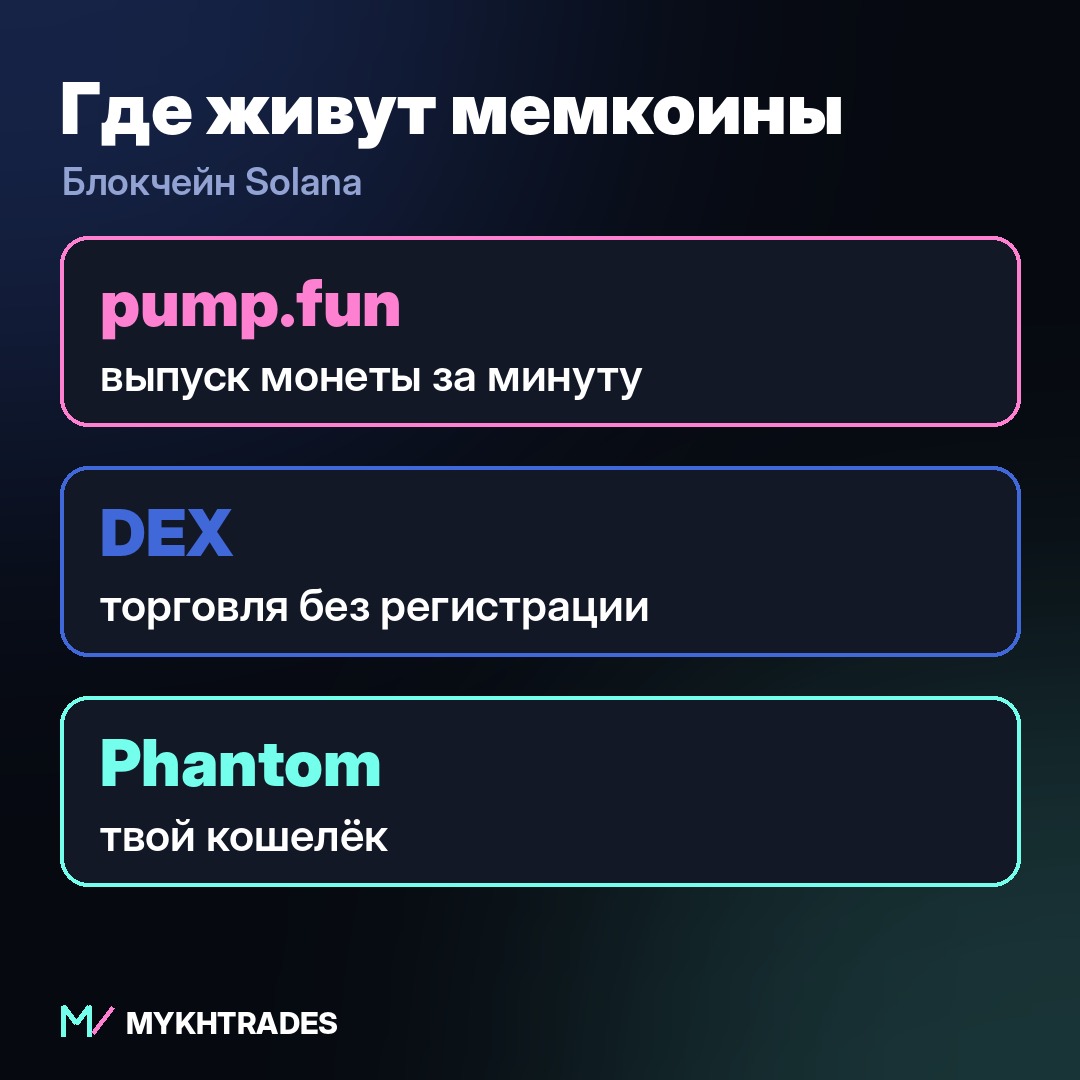 Где живут мемкоины
Блокчейн Solana
pump.fun
выпуск монеты за минуту
DEX
торговля без регистрации
Phantom
твой кошелёк
MYKHTRADES